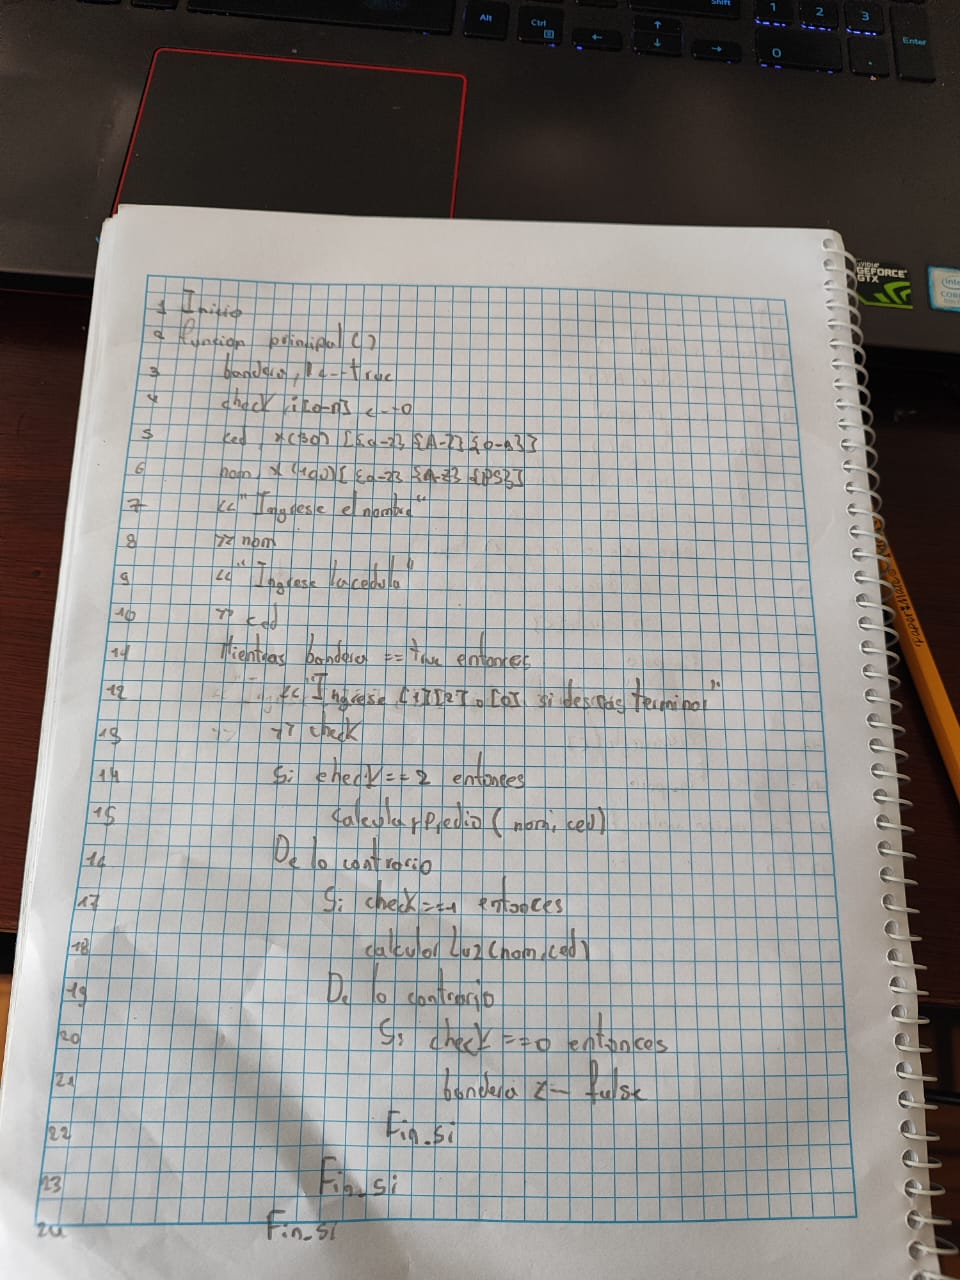 Alt
Ctrl
Shift
1
2
3
0
.
Enter
NVIDIA
GEFORCE
GTX
CORE
PaperMate
1 Inicio
2 funcion principal ()
3 bandera, l <-- true
4 check, i[0-n] <--0
5 ced, x(30) [{a-z} {A-Z} {0-n}]
6 nom, x(100) [{a-z} {A-Z} {PS}]
7 <<"Ingrese el nombre"
8 >> nom
9 <<"Ingrese la cedula"
10 >> ced
11 Mientras bandera == true entonces
12 <<"Ingrese [1][2] o [0] si deseas terminar"
13 >> check
14 Si check == 2 entonces
15 calcularPredio (nom, ced)
16 De lo contrario
17 Si check == 1 entonces
18 calcular Luz (nom, ced)
19 De lo contrario
20 Si check == 0 entonces
21 bandera <-- false
22 Fin_si
23 Fin_si
24 Fin_si